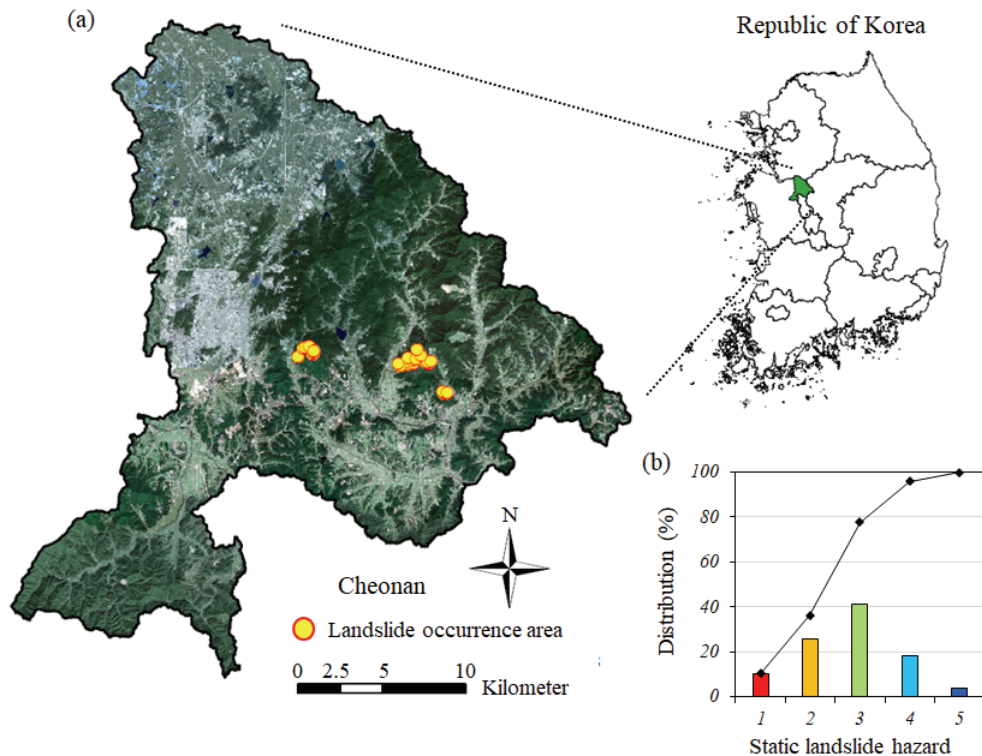 (a)
Republic of Korea
N
Cheonan
Landslide occurrence area
0 2.5 5 10
Kilometer
(b)
100
80
60
40
20
0
Distribution (%)
1 2 3 4 5
Static landslide hazard